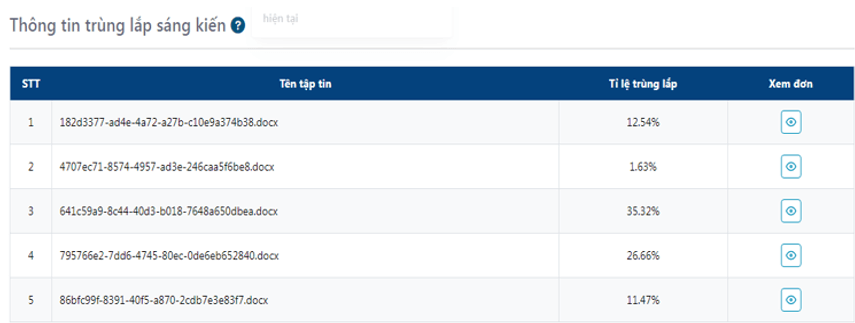 Thông tin trùng lắp sáng kiến ?
hiện tại
STT Tên tập tin Tỉ lệ trùng lắp Xem đơn
1 182d3377-ad4e-4a72-a27b-c10e9a374b38.docx 12.54%
2 4707ec71-8574-4957-ad3e-246caa5f6be8.docx 1.63%
3 641c59a9-8c44-40d3-b018-7648a650dbea.docx 35.32%
4 795766e2-7dd6-4745-80ec-0de6eb652840.docx 26.66%
5 86bfc99f-8391-40f5-a870-2cdb7e3e83f7.docx 11.47%